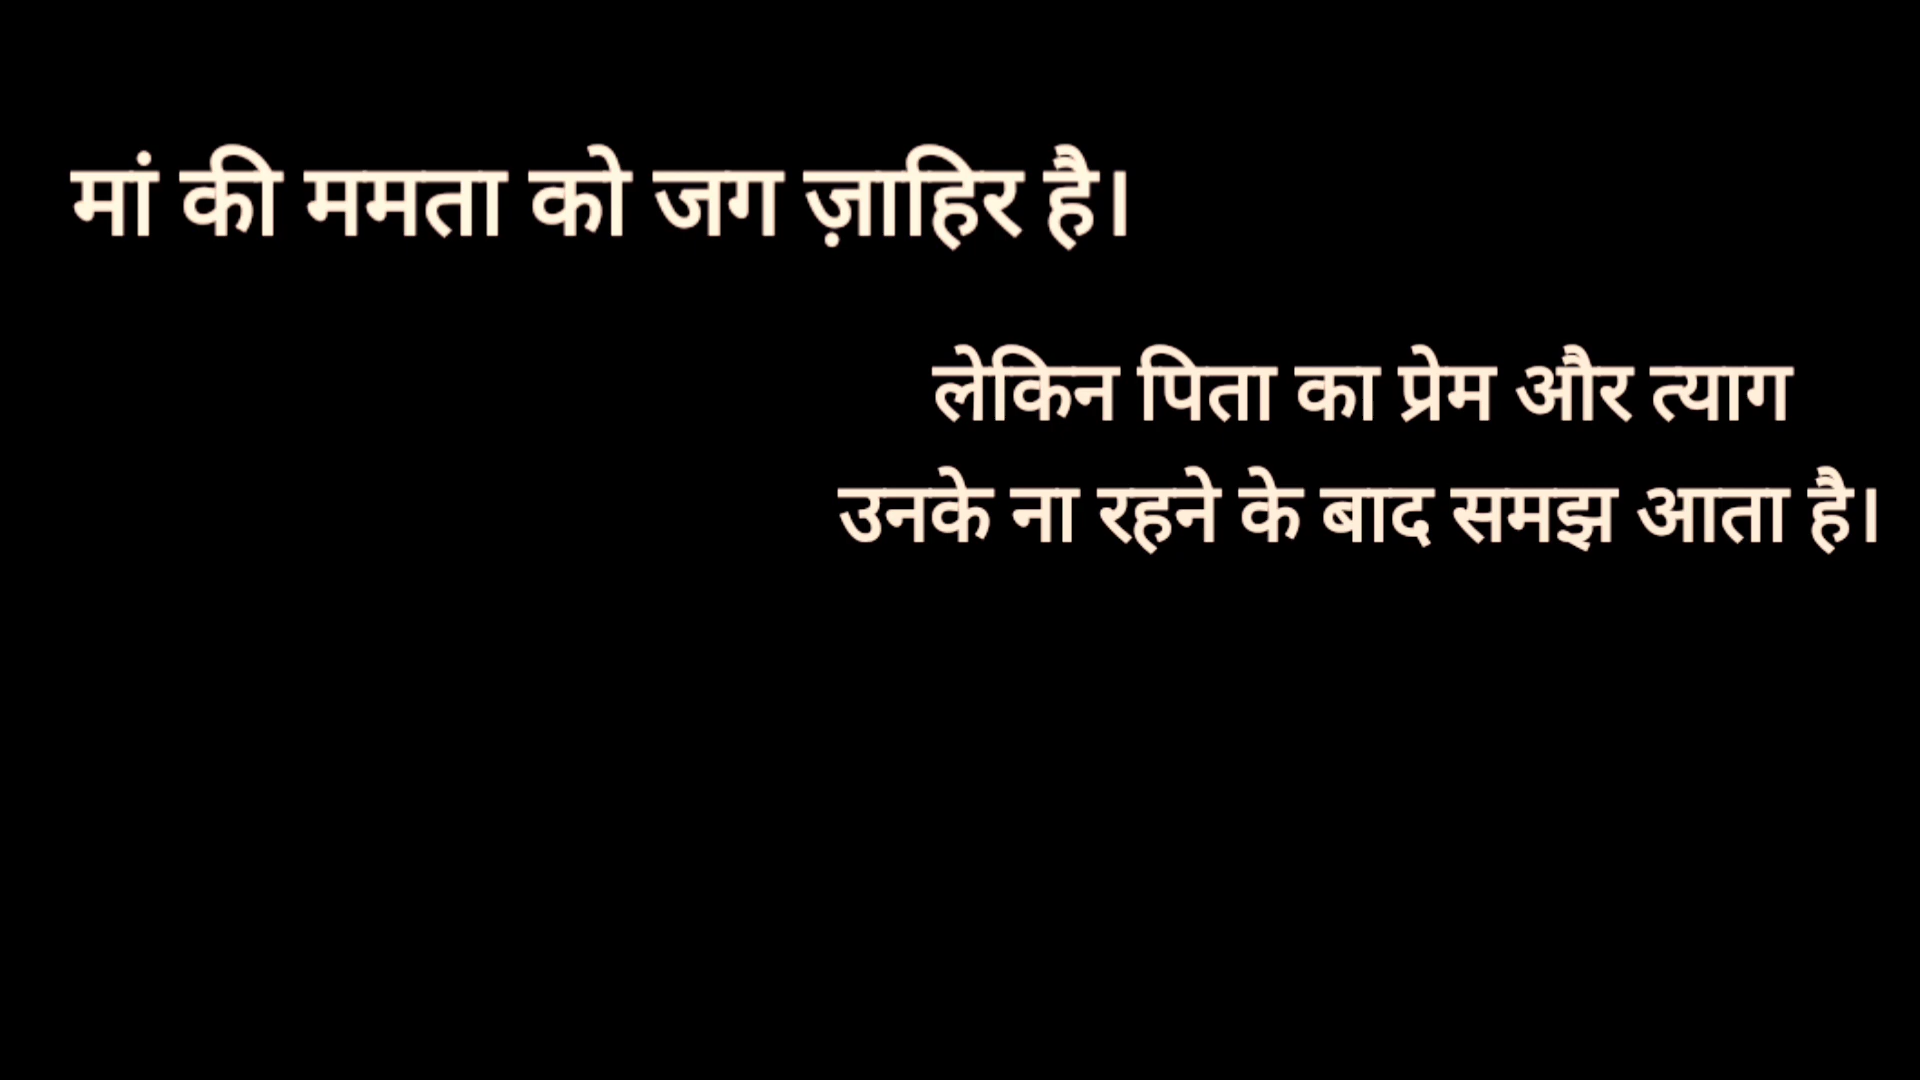 मां की ममता को जग ज़ाहिर है।
लेकिन पिता का प्रेम और त्याग
उनके ना रहने के बाद समझ आता है।